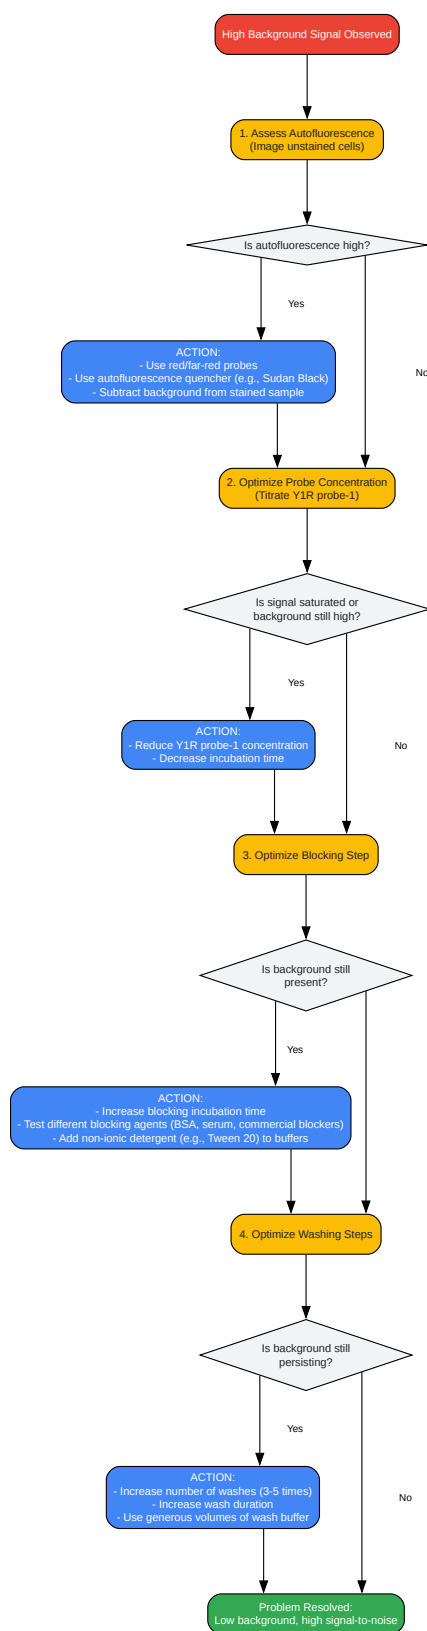 High Background Signal Observed
1. Assess Autofluorescence
(Image unstained cells)
Is autofluorescence high?
Yes
No
ACTION:
- Use red/far-red probes
- Use autofluorescence quencher (e.g., Sudan Black)
- Subtract background from stained sample
2. Optimize Probe Concentration
(Titrate Y1R probe-1)
Is signal saturated or
background still high?
Yes
No
ACTION:
- Reduce Y1R probe-1 concentration
- Decrease incubation time
3. Optimize Blocking Step
Is background still
present?
Yes
ACTION:
- Increase blocking incubation time
- Test different blocking agents (BSA, serum, commercial blockers)
- Add non-ionic detergent (e.g., Tween 20) to buffers
4. Optimize Washing Steps
Is background still
persisting?
Yes
No
ACTION:
- Increase number of washes (3-5 times)
- Increase wash duration
- Use generous volumes of wash buffer
Problem Resolved:
Low background, high signal-to-noise